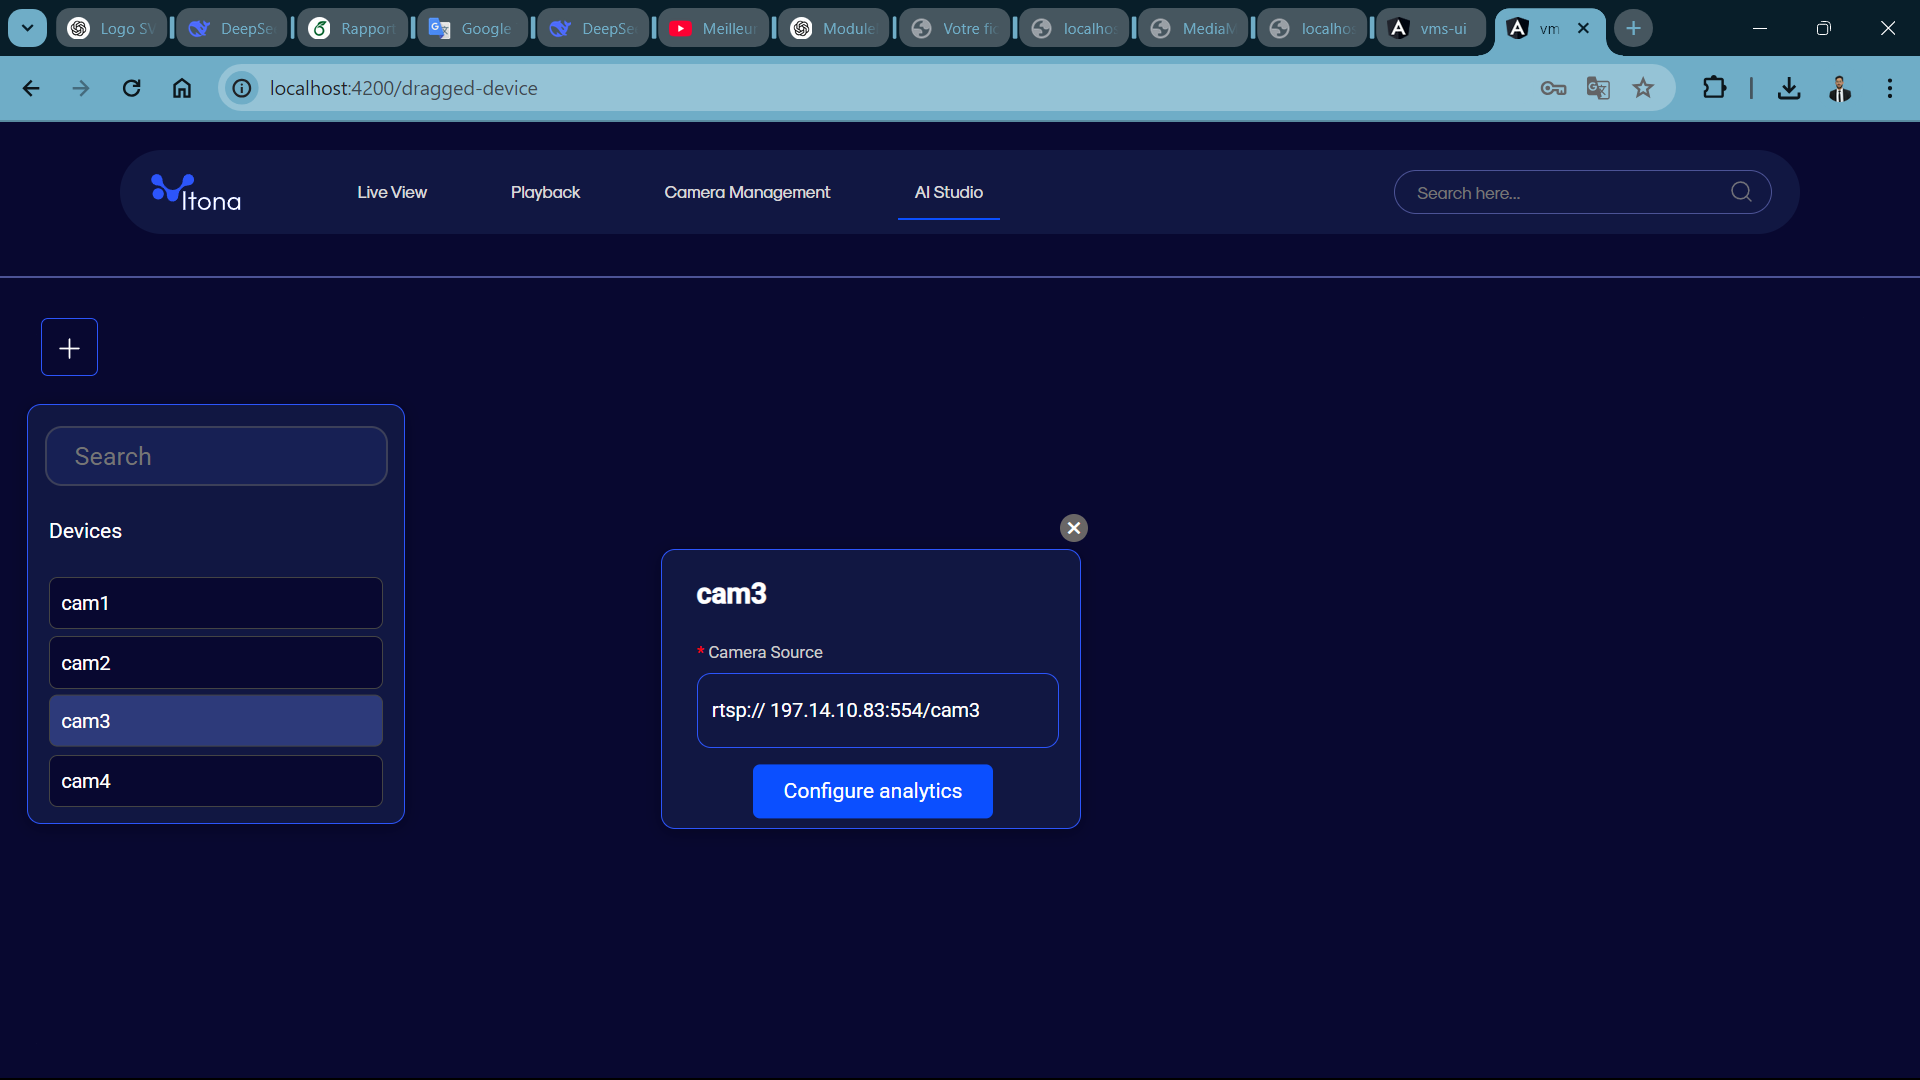 Logo SV
DeepSe
Rapport
Google
DeepSe
Meilleur
Module
Votre fic
localhos
MediaM
localhos
vms-ui
vm
localhost:4200/dragged-device
ltona
Live View
Playback
Camera Management
AI Studio
Search here...
Search
Devices
cam1
cam2
cam3
cam4
cam3
* Camera Source
rtsp:// 197.14.10.83:554/cam3
Configure analytics